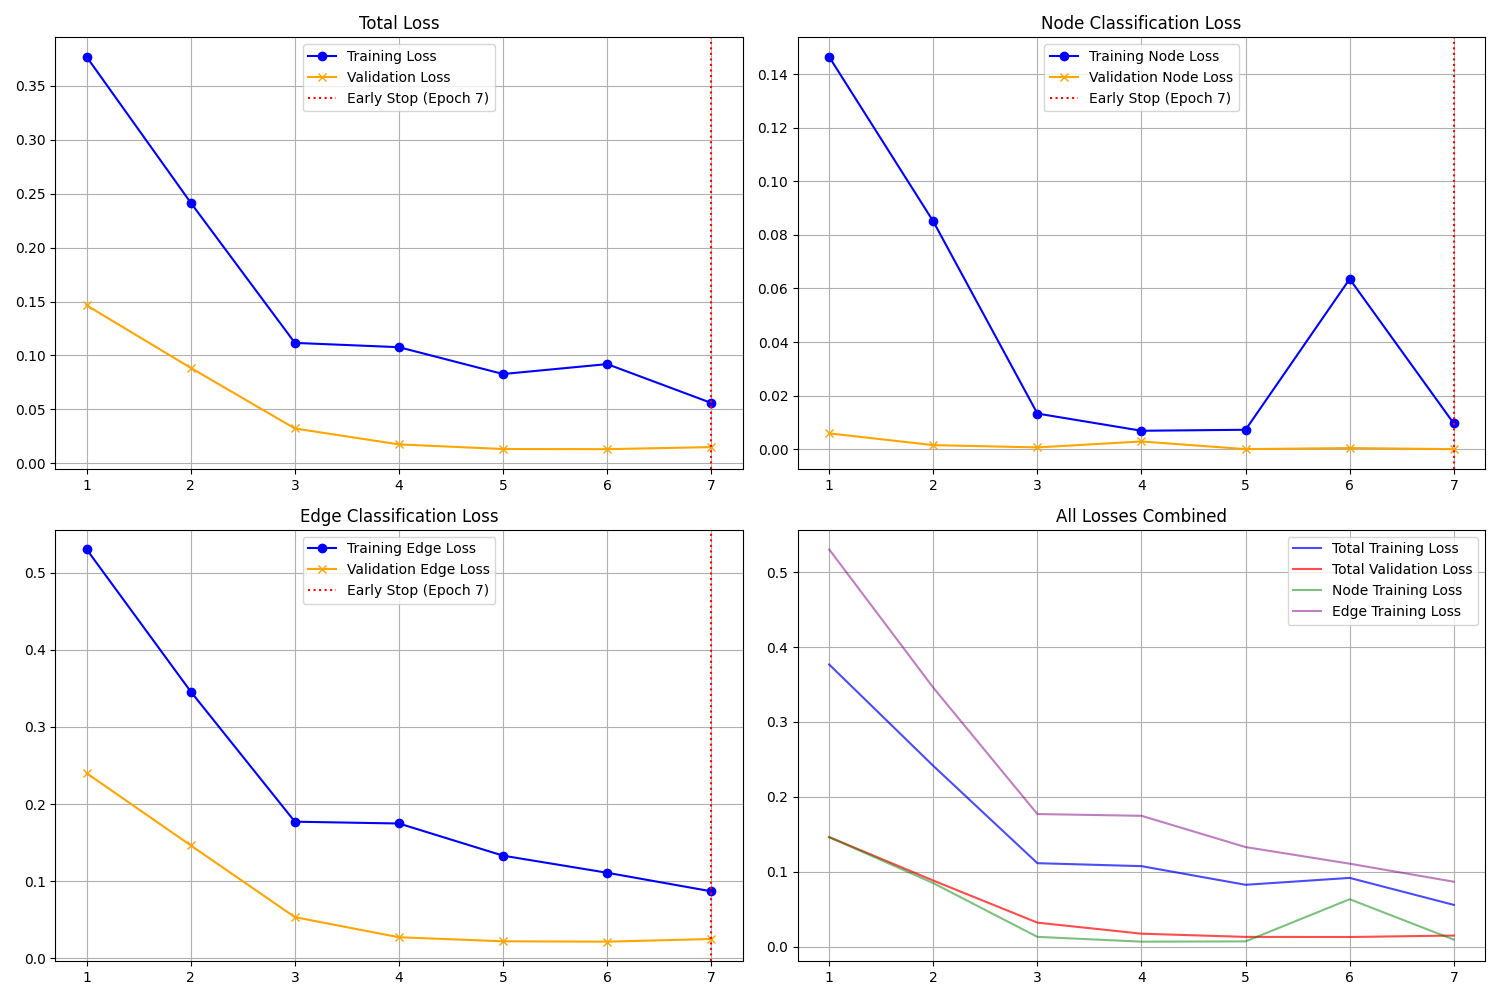 Total Loss
Training Loss
Validation Loss
Early Stop (Epoch 7)
0.35
0.30
0.25
0.20
0.15
0.10
0.05
0.00
1 2 3 4 5 6 7
Node Classification Loss
Training Node Loss
Validation Node Loss
Early Stop (Epoch 7)
0.14
0.12
0.10
0.08
0.06
0.04
0.02
0.00
1 2 3 4 5 6 7
Edge Classification Loss
Training Edge Loss
Validation Edge Loss
Early Stop (Epoch 7)
0.5
0.4
0.3
0.2
0.1
0.0
1 2 3 4 5 6 7
All Losses Combined
Total Training Loss
Total Validation Loss
Node Training Loss
Edge Training Loss
0.5
0.4
0.3
0.2
0.1
0.0
1 2 3 4 5 6 7